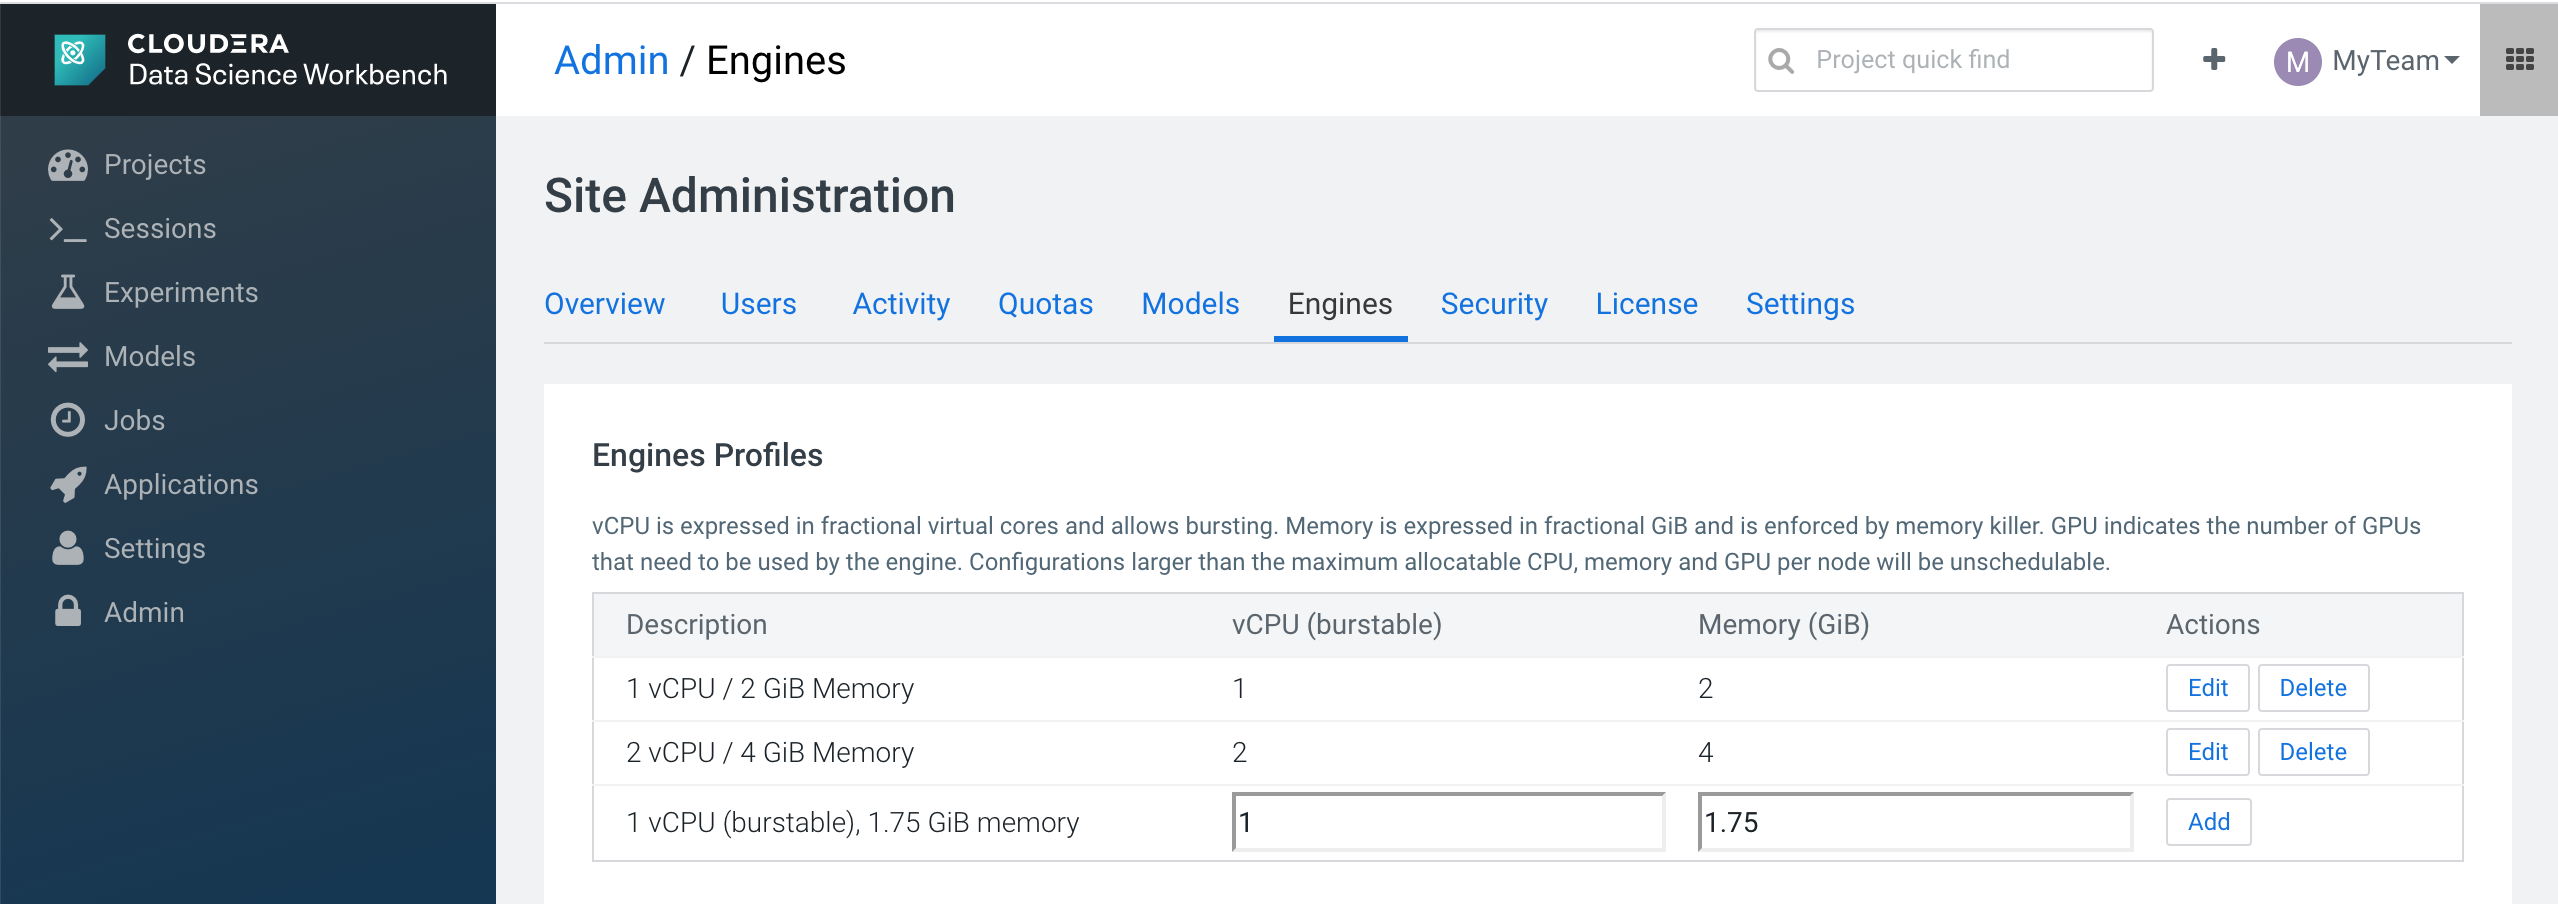 CLOUDERA
Data Science Workbench
Admin / Engines
Project quick find
+
M MyTeam
Projects
Sessions
Experiments
Models
Jobs
Applications
Settings
Admin
Site Administration
Overview Users Activity Quotas Models Engines Security License Settings
Engines Profiles
vCPU is expressed in fractional virtual cores and allows bursting. Memory is expressed in fractional GiB and is enforced by memory killer. GPU indicates the number of GPUs
that need to be used by the engine. Configurations larger than the maximum allocatable CPU, memory and GPU per node will be unschedulable.
Description vCPU (burstable) Memory (GiB) Actions
1 vCPU / 2 GiB Memory 1 2 Edit Delete
2 vCPU / 4 GiB Memory 2 4 Edit Delete
1 vCPU (burstable), 1.75 GiB memory 1 1.75 Add